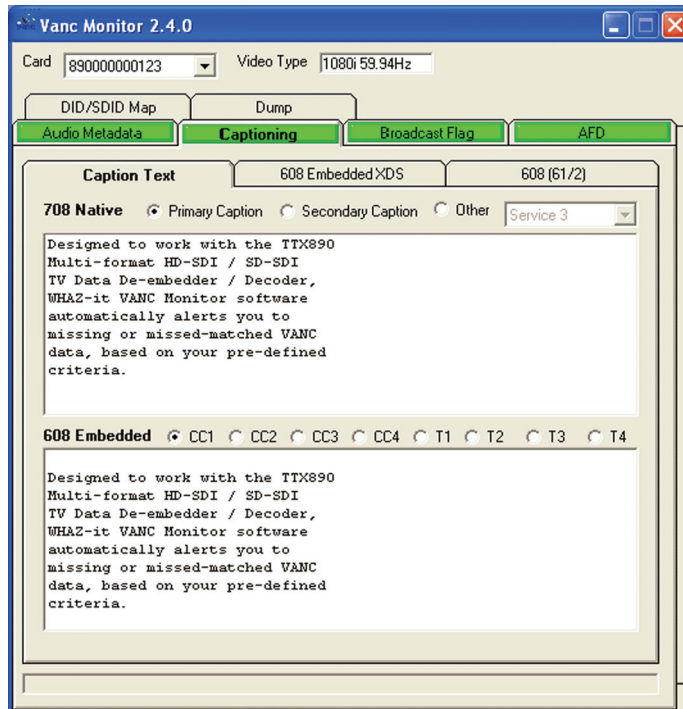 Vanc Monitor 2.4.0
Card 890000000123 Video Type 1080i 59.94Hz
DID/SDID Map Dump
Audio Metadata Captioning Broadcast Flag AFD
Caption Text 608 Embedded XDS 608 (61/2)
708 Native Primary Caption Secondary Caption Other Service 3
Designed to work with the TTX890
Multi-format HD-SDI / SD-SDI
TV Data De-embedder / Decoder,
WHAZ-it VANC Monitor software
automatically alerts you to
missing or missed-matched VANC
data, based on your pre-defined
criteria.
608 Embedded CC1 CC2 CC3 CC4 T1 T2 T3 T4
Designed to work with the TTX890
Multi-format HD-SDI / SD-SDI
TV Data De-embedder / Decoder,
WHAZ-it VANC Monitor software
automatically alerts you to
missing or missed-matched VANC
data, based on your pre-defined
criteria.